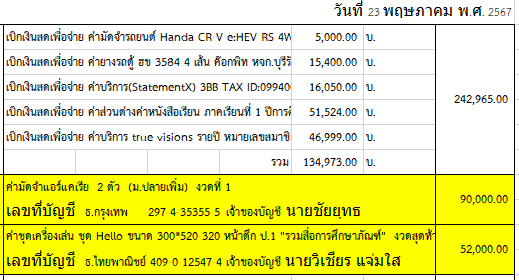 วันที่ 23 พฤษภาคม พ.ศ. 2567
เบิกเงินสดเพื่อจ่าย ค่ามัดจำรถยนต์ Handa CR-V e:HEV RS 4W 5,000.00 บ.
เบิกเงินสดเพื่อจ่าย ค่ายางรถตู้ ฮข 3584 4 เส้น ค๊อกพิท หจก.บุรีรั 15,400.00 บ.
เบิกเงินสดเพื่อจ่าย ค่าบริการ(StatementX) 3BB TAX ID:099400 16,050.00 บ. 242,965.00
เบิกเงินสดเพื่อจ่าย ค่าส่วนต่างค่าหนังสือเรียน ภาคเรียนที่ 1 ปีการศึ 51,524.00 บ.
เบิกเงินสดเพื่อจ่าย ค่าบริการ true visions รายปี หมายเลขสมาชิ 46,999.00 บ.
รวม 134,973.00 บ.
ค่ามัดจำแอร์แคเรีย 2 ตัว (ม.ปลายเพิ่ม) งวดที่ 1 90,000.00
เลขที่บัญชี ธ.กรุงเทพ 297-4-35355-5 เจ้าของบัญชี นายชัยยุทธ
ค่าชุดเครื่องเล่น ชุด Hello ขนาด 300*520-320 หน้าตึก ป.1 "รวมสื่อการศึกษาภัณฑ์" งวดสุดท้า 52,000.00
เลขที่บัญชี ธ.ไทยพาณิชย์ 409-0-12547-4 เจ้าของบัญชี นายวิเชียร แจ่มใส